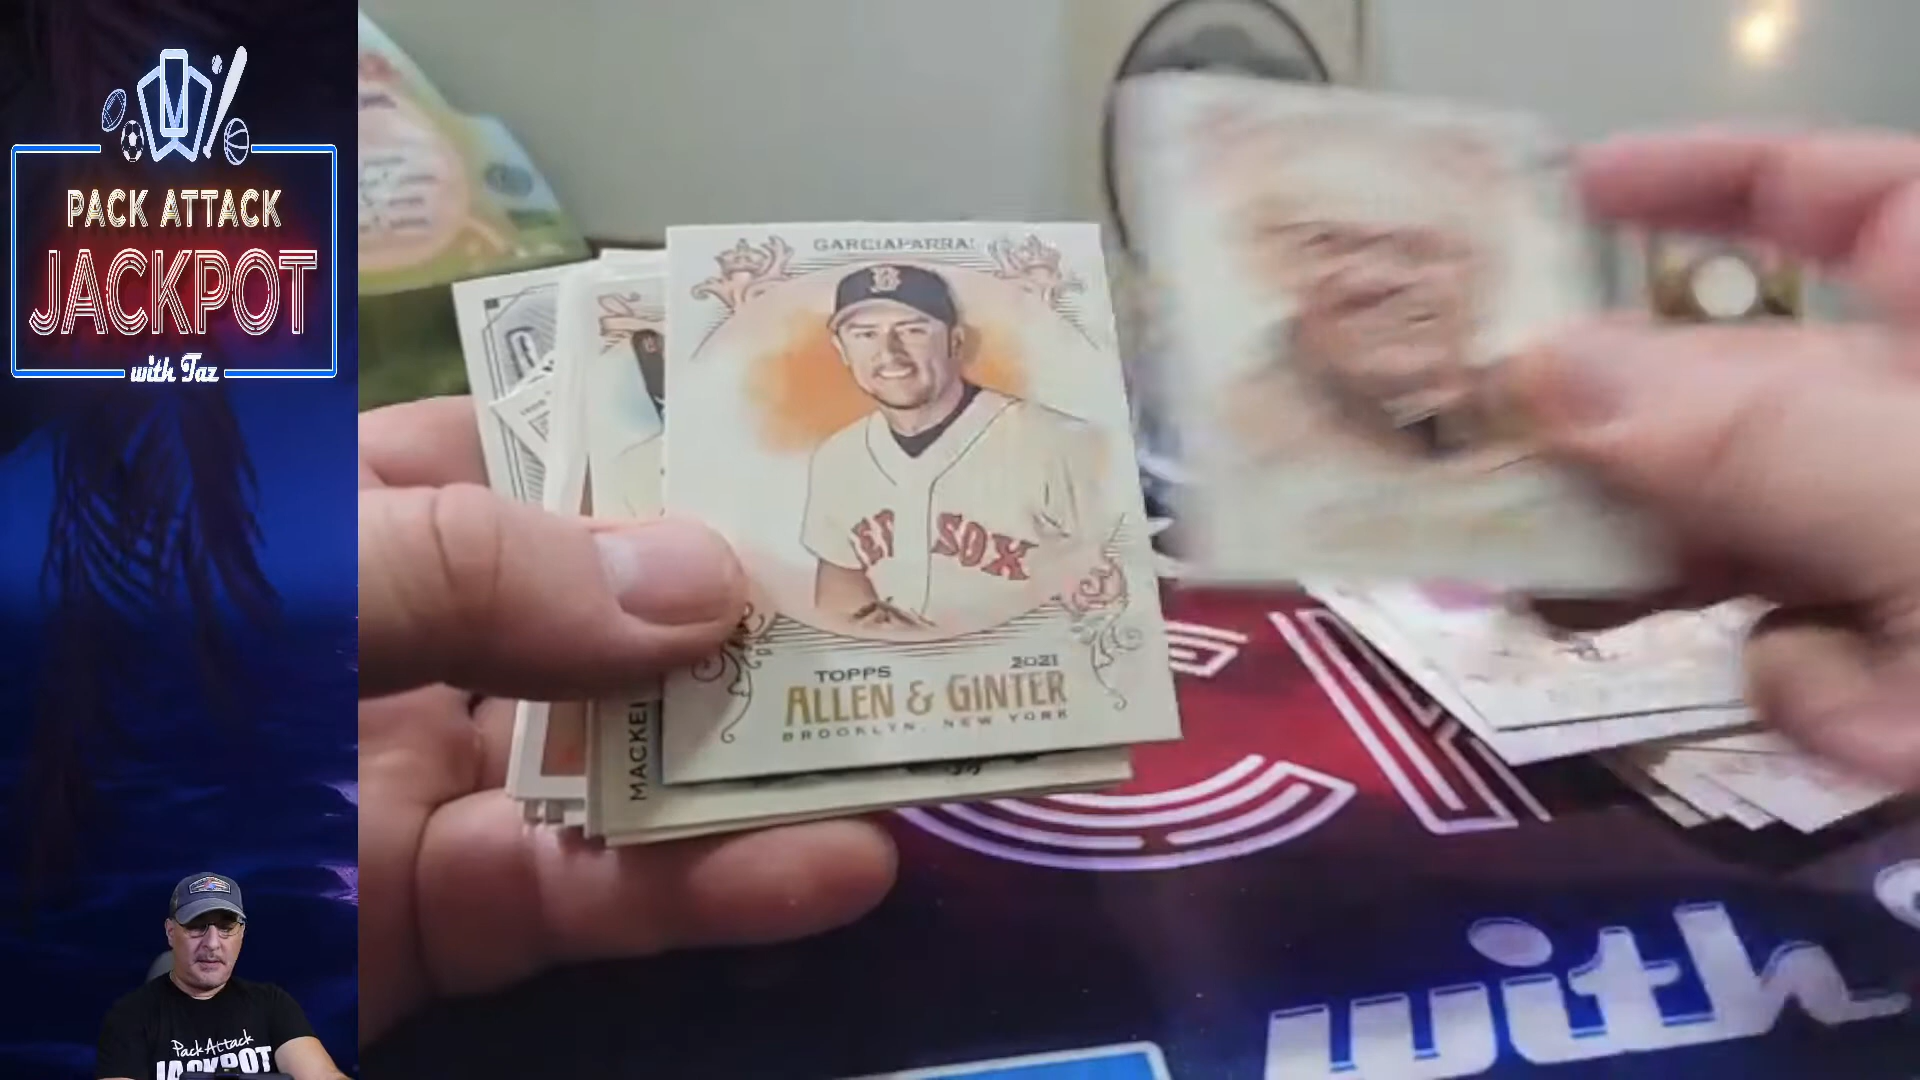 PACK ATTACK
JACKPOT
with Taz
GARCIAPARRA
RED
SOX
TOPPS 2021
ALLEN & GINTER
BROOKLYN, NEW YORK
MACKE
with
Pack Attack
JACKPOT